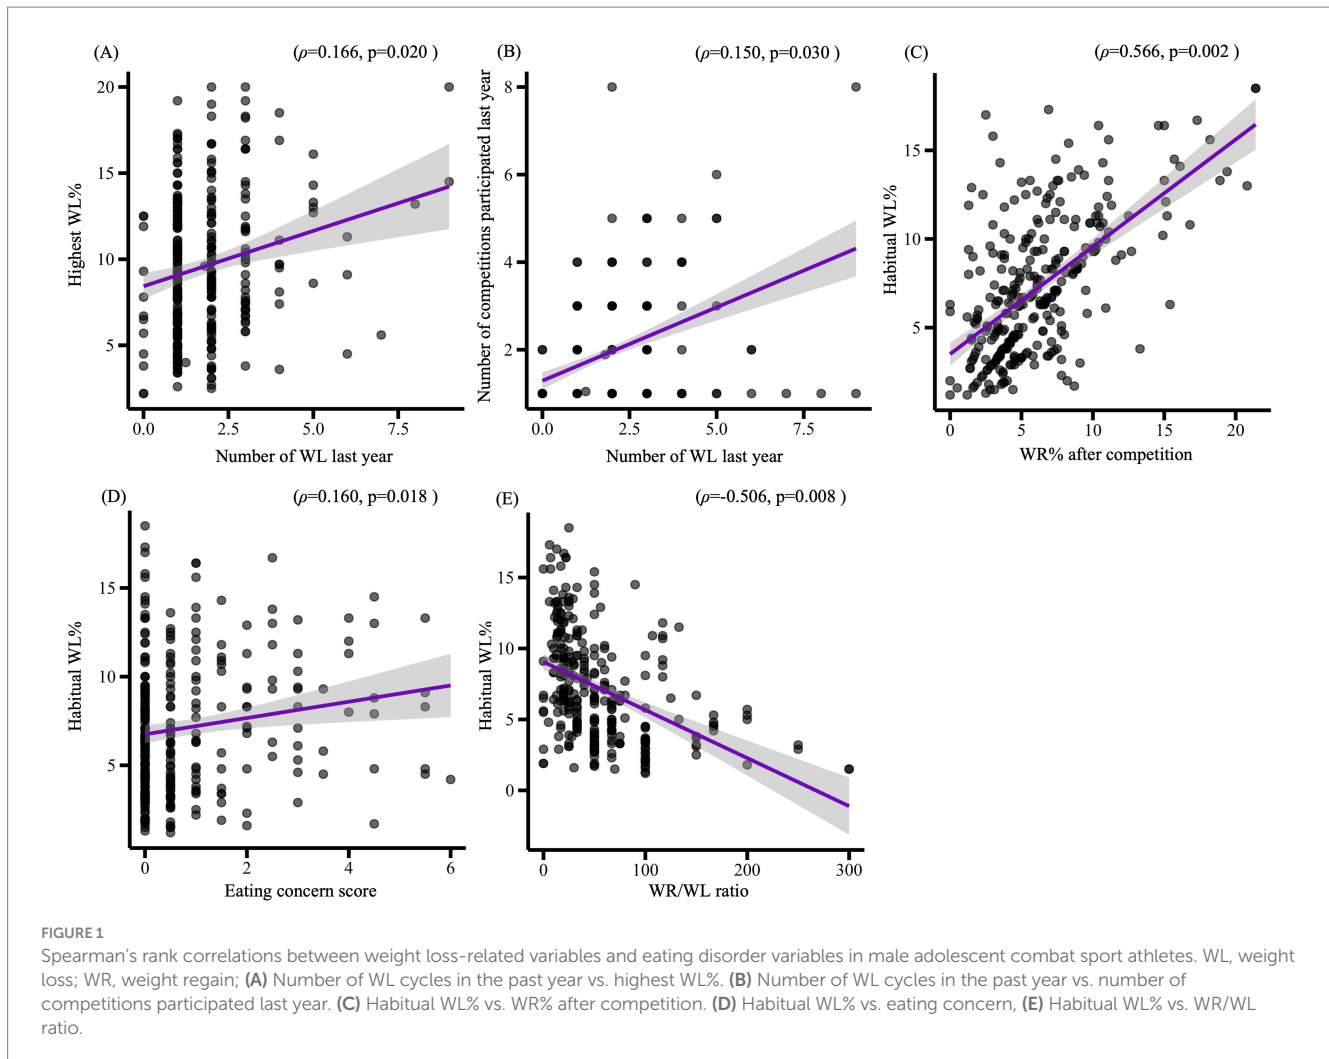 (A)
(ρ=0.166, p=0.020 )
Highest WL%
20
15
10
5
0.0
2.5
5.0
7.5
Number of WL last year
(B)
(ρ=0.150, p=0.030 )
Number of competitions participated last year
8
6
4
2
0.0
2.5
5.0
7.5
Number of WL last year
(C)
(ρ=0.566, p=0.002 )
Habitual WL%
15
10
5
0
5
10
15
20
WR% after competition
(D)
(ρ=0.160, p=0.018 )
Habitual WL%
15
10
5
0
2
4
6
Eating concern score
(E)
(ρ=-0.506, p=0.008 )
Habitual WL%
15
10
5
0
0
100
200
300
WR/WL ratio
FIGURE 1
Spearman's rank correlations between weight loss-related variables and eating disorder variables in male adolescent combat sport athletes. WL, weight
loss; WR, weight regain; (A) Number of WL cycles in the past year vs. highest WL%. (B) Number of WL cycles in the past year vs. number of
competitions participated last year. (C) Habitual WL% vs. WR% after competition. (D) Habitual WL% vs. eating concern, (E) Habitual WL% vs. WR/WL
ratio.